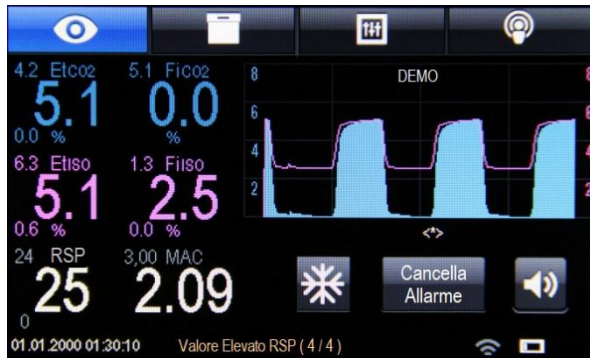 4.2 Etco2 5.1 Fico2
5.1 0.0
0.0 % %
6.3 Etiso 1.3 Fiiso
5.1 2.5
0.6 % 0.0 %
24 RSP 3,00 MAC
25 2.09
0
8 DEMO 8
6 6
4 4
2 2
<*>
Cancella
Allarme
01.01.2000 01:30:10 Valore Elevato RSP ( 4 / 4 )